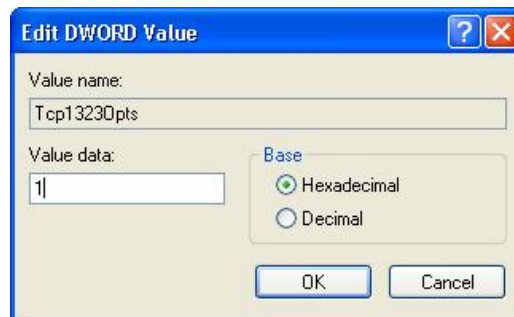 Edit DWORD Value
Value name:
Tcp1323Opts
Value data:
1
Base
Hexadecimal
Decimal
OK
Cancel